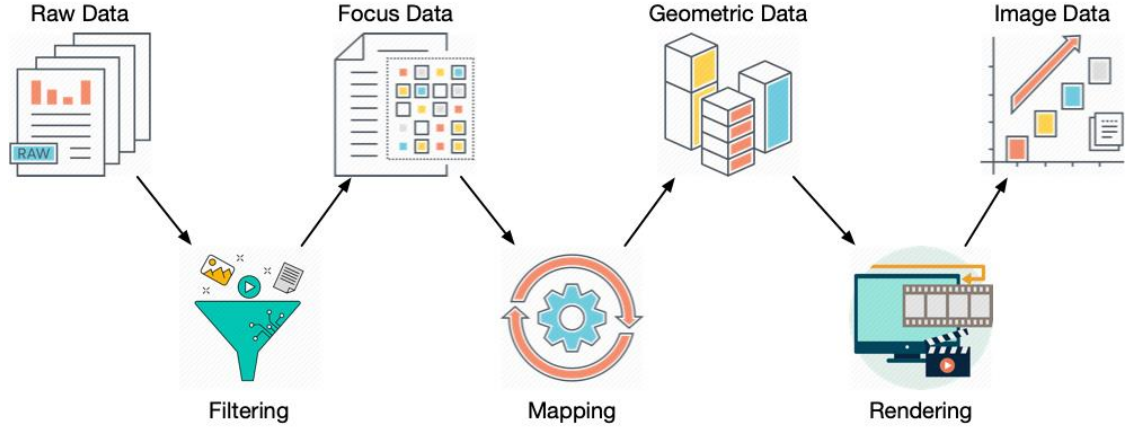 Raw Data
Focus Data
Geometric Data
Image Data
RAW
Filtering
Mapping
Rendering